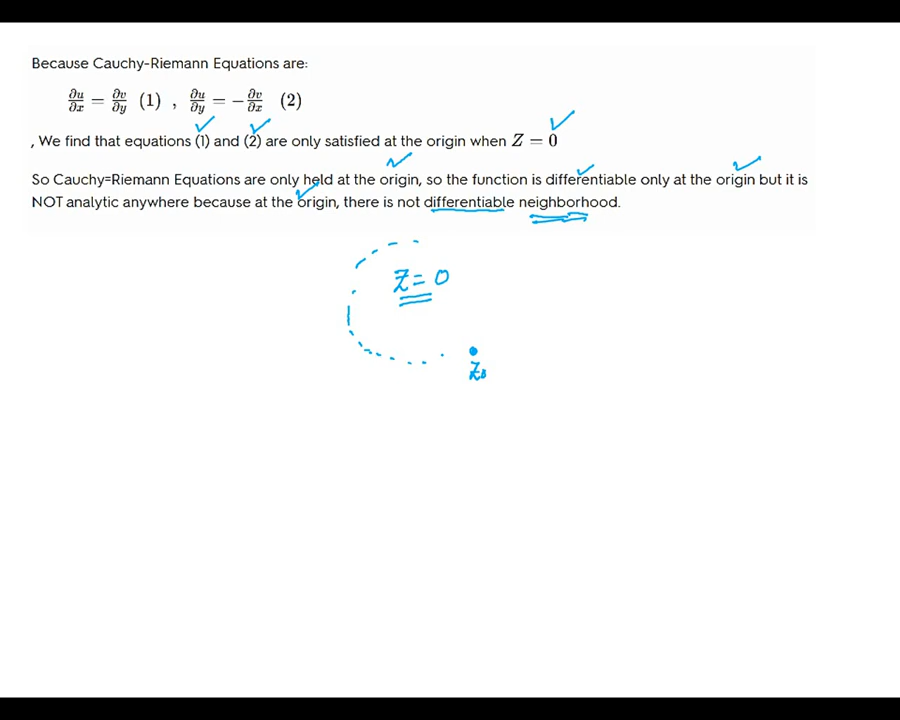 Because Cauchy-Riemann Equations are:
∂u/∂x = ∂v/∂y (1) , ∂u/∂y = −∂v/∂x (2)
, We find that equations (1) and (2) are only satisfied at the origin when Z = 0
So Cauchy=Riemann Equations are only held at the origin, so the function is differentiable only at the origin but it is
NOT analytic anywhere because at the origin, there is not differentiable neighborhood.
Z = 0
Z₀